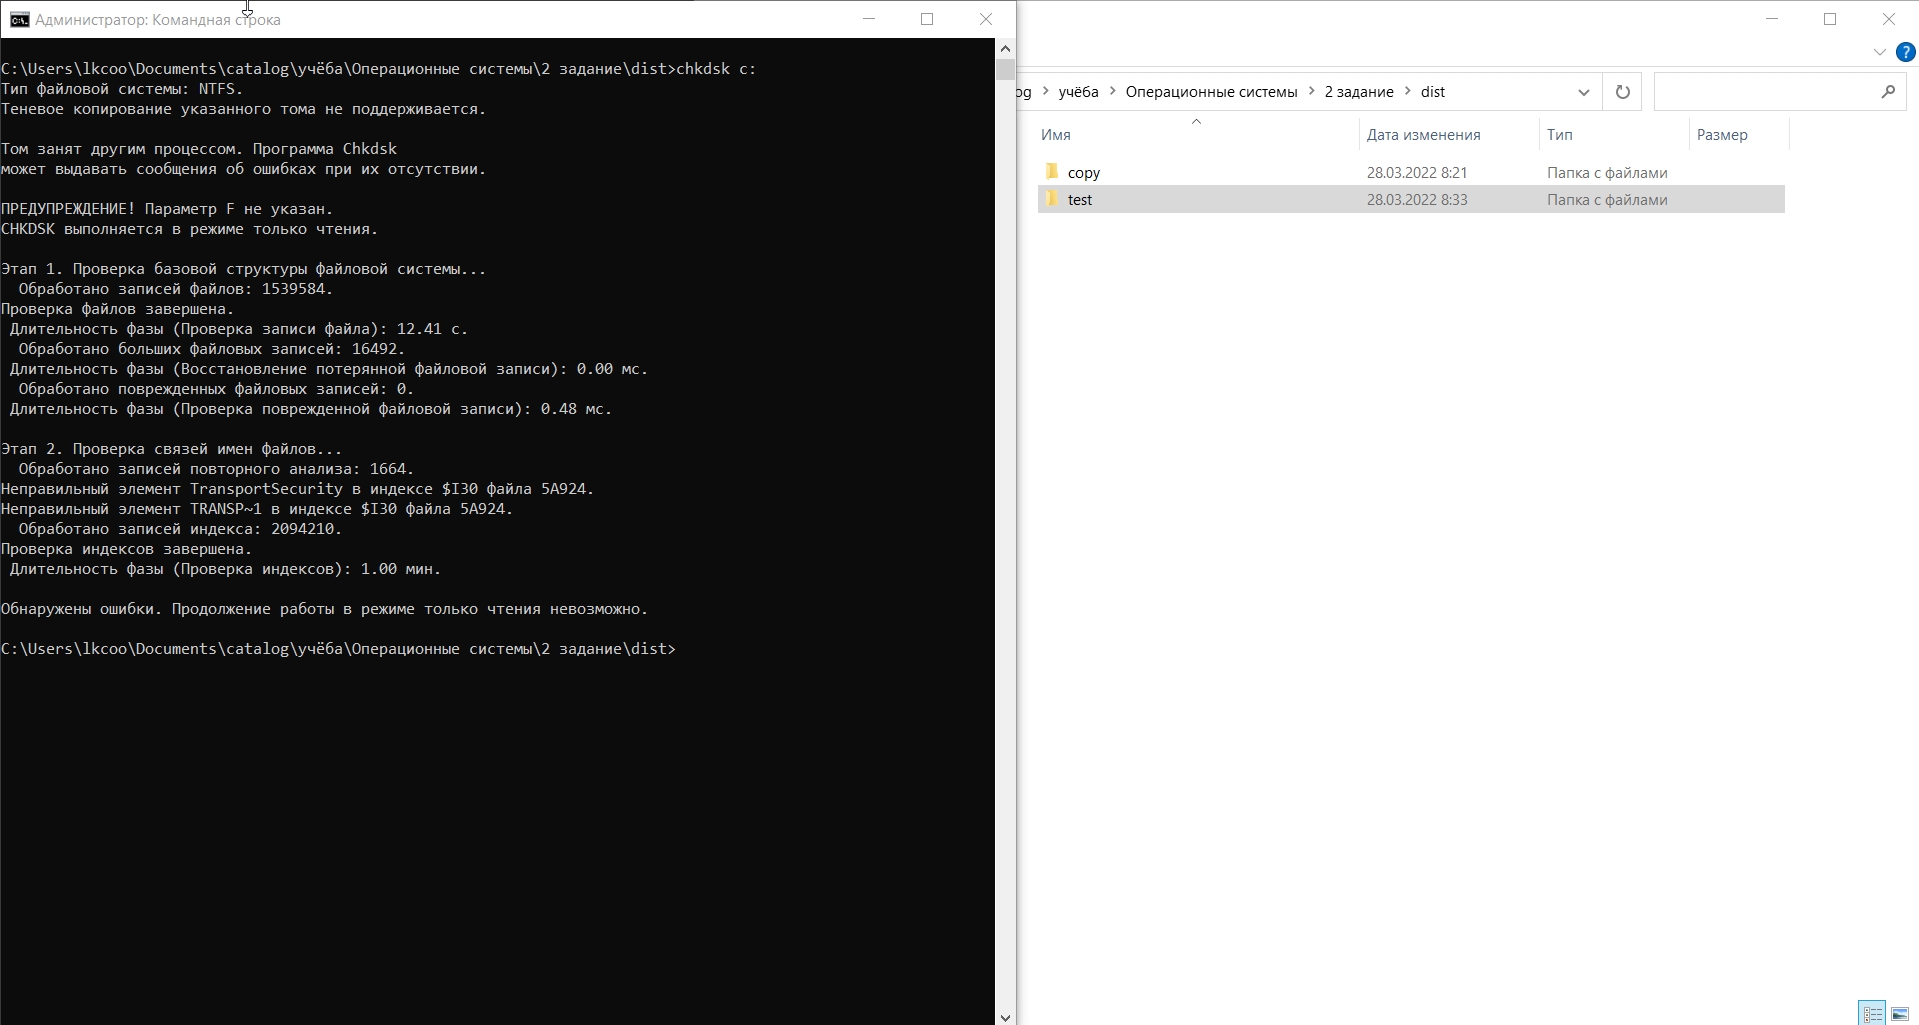 Администратор: Командная строка
C:\Users\lkcoo\Documents\catalog\учёба\Операционные системы\2 задание\dist>chkdsk c:
Тип файловой системы: NTFS.
Теневое копирование указанного тома не поддерживается.
Том занят другим процессом. Программа Chkdsk
может выдавать сообщения об ошибках при их отсутствии.
ПРЕДУПРЕЖДЕНИЕ! Параметр F не указан.
CHKDSK выполняется в режиме только чтения.
Этап 1. Проверка базовой структуры файловой системы...
Обработано записей файлов: 1539584.
Проверка файлов завершена.
Длительность фазы (Проверка записи файла): 12.41 с.
Обработано больших файловых записей: 16492.
Длительность фазы (Восстановление потерянной файловой записи): 0.00 мс.
Обработано поврежденных файловых записей: 0.
Длительность фазы (Проверка поврежденной файловой записи): 0.48 мс.
Этап 2. Проверка связей имен файлов...
Обработано записей повторного анализа: 1664.
Неправильный элемент TransportSecurity в индексе $I30 файла 5A924.
Неправильный элемент TRANSP~1 в индексе $I30 файла 5A924.
Обработано записей индекса: 2094210.
Проверка индексов завершена.
Длительность фазы (Проверка индексов): 1.00 мин.
Обнаружены ошибки. Продолжение работы в режиме только чтения невозможно.
C:\Users\lkcoo\Documents\catalog\учёба\Операционные системы\2 задание\dist>
og > учёба > Операционные системы > 2 задание > dist
Имя Дата изменения Тип Размер
copy 28.03.2022 8:21 Папка с файлами
test 28.03.2022 8:33 Папка с файлами